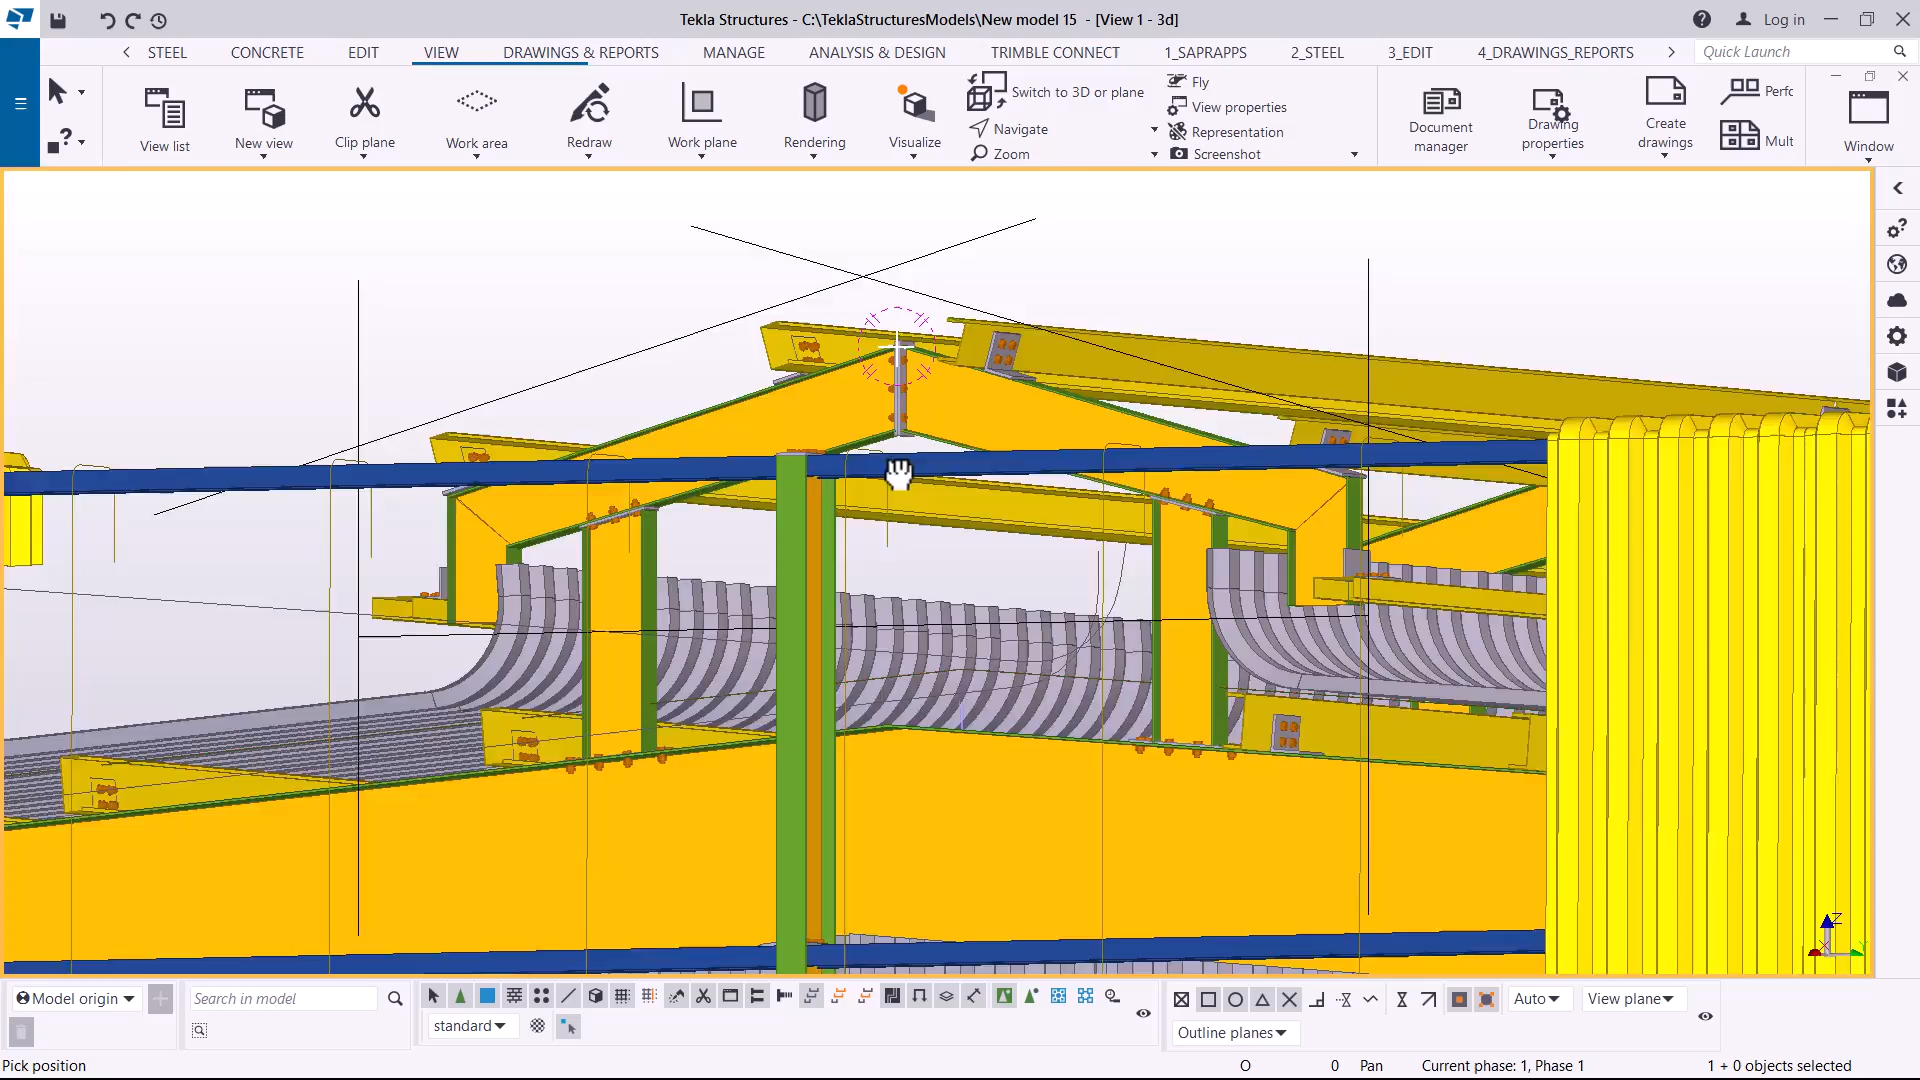 Tekla Structures - C:\TeklaStructuresModels\New model 15 - [View 1 - 3d]
Log in
STEEL CONCRETE EDIT VIEW DRAWINGS & REPORTS MANAGE ANALYSIS & DESIGN TRIMBLE CONNECT 1_SAPRAPPS 2_STEEL 3_EDIT 4_DRAWINGS_REPORTS
Quick Launch
View list
New view
Clip plane
Work area
Redraw
Work plane
Rendering
Visualize
Switch to 3D or plane
Navigate
Zoom
Fly
View properties
Representation
Screenshot
Document manager
Drawing properties
Create drawings
Perfc
Mult
Window
Z
X
Y
Model origin
Search in model
standard
Auto
View plane
Outline planes
Pick position
O 0 Pan Current phase: 1, Phase 1 1 + 0 objects selected